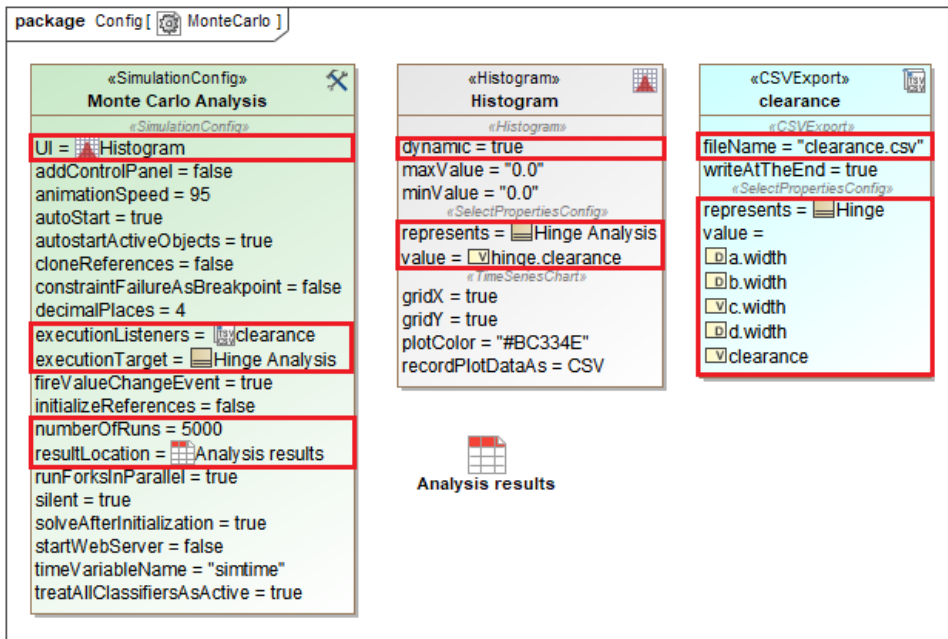 package Config [ MonteCarlo ]
«SimulationConfig»
Monte Carlo Analysis
«SimulationConfig»
UI = Histogram
addControlPanel = false
animationSpeed = 95
autoStart = true
autostartActiveObjects = true
cloneReferences = false
constraintFailureAsBreakpoint = false
decimalPlaces = 4
executionListeners = clearance
executionTarget = Hinge Analysis
fireValueChangeEvent = true
initializeReferences = false
numberOfRuns = 5000
resultLocation = Analysis results
runForksInParallel = true
silent = true
solveAfterInitialization = true
startWebServer = false
timeVariableName = "simtime"
treatAllClassifiersAsActive = true
«Histogram»
Histogram
«Histogram»
dynamic = true
maxValue = "0.0"
minValue = "0.0"
«SelectPropertiesConfig»
represents = Hinge Analysis
value = V hinge.clearance
«TimeSeriesChart»
gridX = true
gridY = true
plotColor = "#BC334E"
recordPlotDataAs = CSV
Analysis results
«CSVExport»
clearance
«CSVExport»
fileName = "clearance.csv"
writeAtTheEnd = true
«SelectPropertiesConfig»
represents = Hinge
value =
D a.width
D b.width
V c.width
D d.width
V clearance